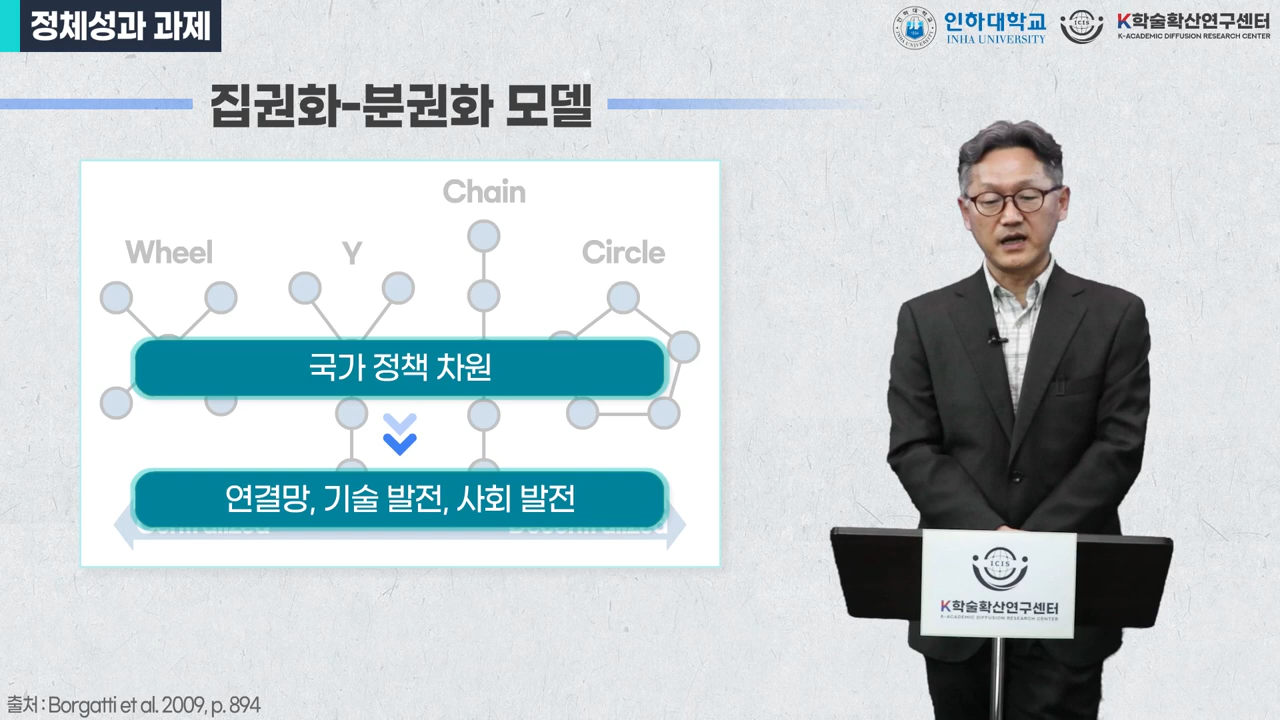 정체성과 과제
인하대학교
INHA UNIVERSITY
ICIS
K학술확산연구센터
K-ACADEMIC DIFFUSION RESEARCH CENTER
집권화-분권화 모델
Chain
Wheel
Y
Circle
국가 정책 차원
연결망, 기술 발전, 사회 발전
Centralized
Decentralized
ICIS
K학술확산연구센터
K-ACADEMIC DIFFUSION RESEARCH CENTER
출처 : Borgatti et al. 2009, p. 894